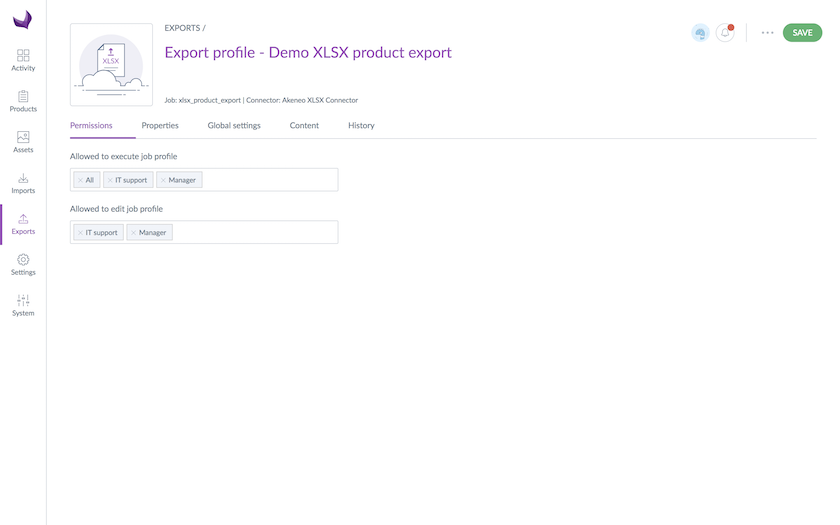 EXPORTS /
Export profile - Demo XLSX product export
XLSX
Job: xlsx_product_export | Connector: Akeneo XLSX Connector
SAVE
Activity
Products
Assets
Imports
Exports
Settings
System
Permissions Properties Global settings Content History
Allowed to execute job profile
All IT support Manager
Allowed to edit job profile
IT support Manager